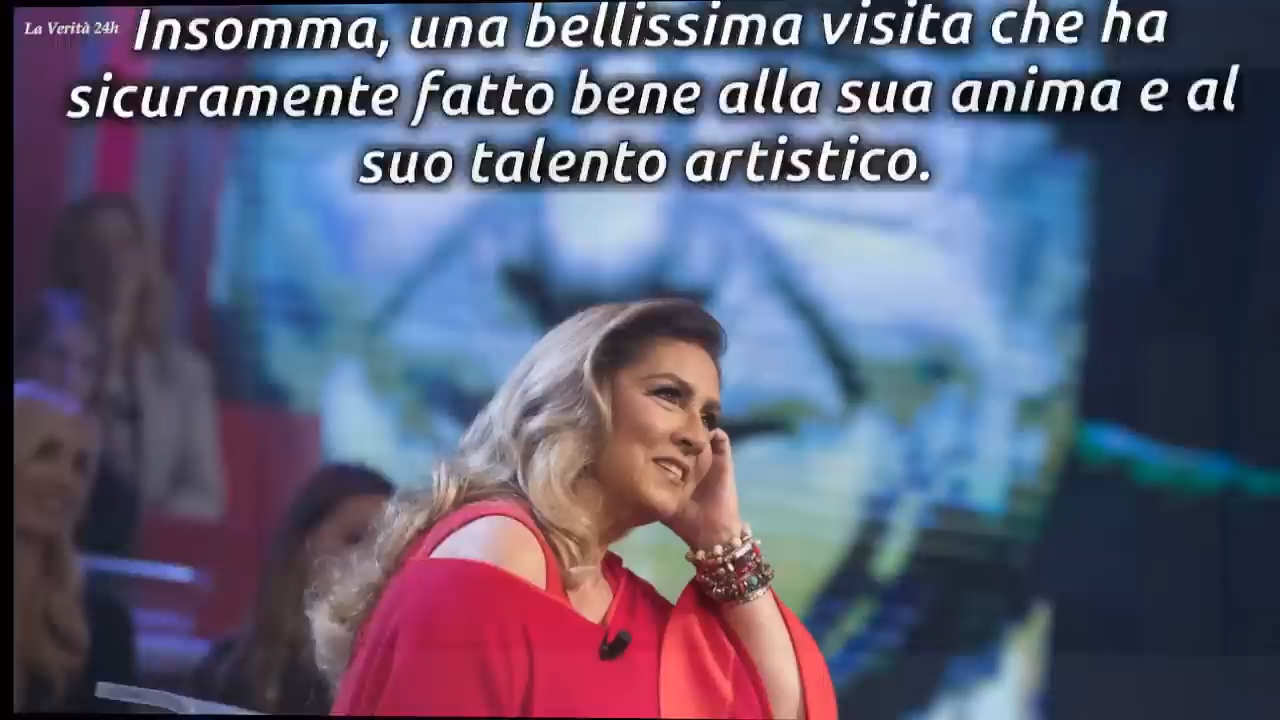 La Verità 24h
Insomma, una bellissima visita che ha
sicuramente fatto bene alla sua anima e al
suo talento artistico.